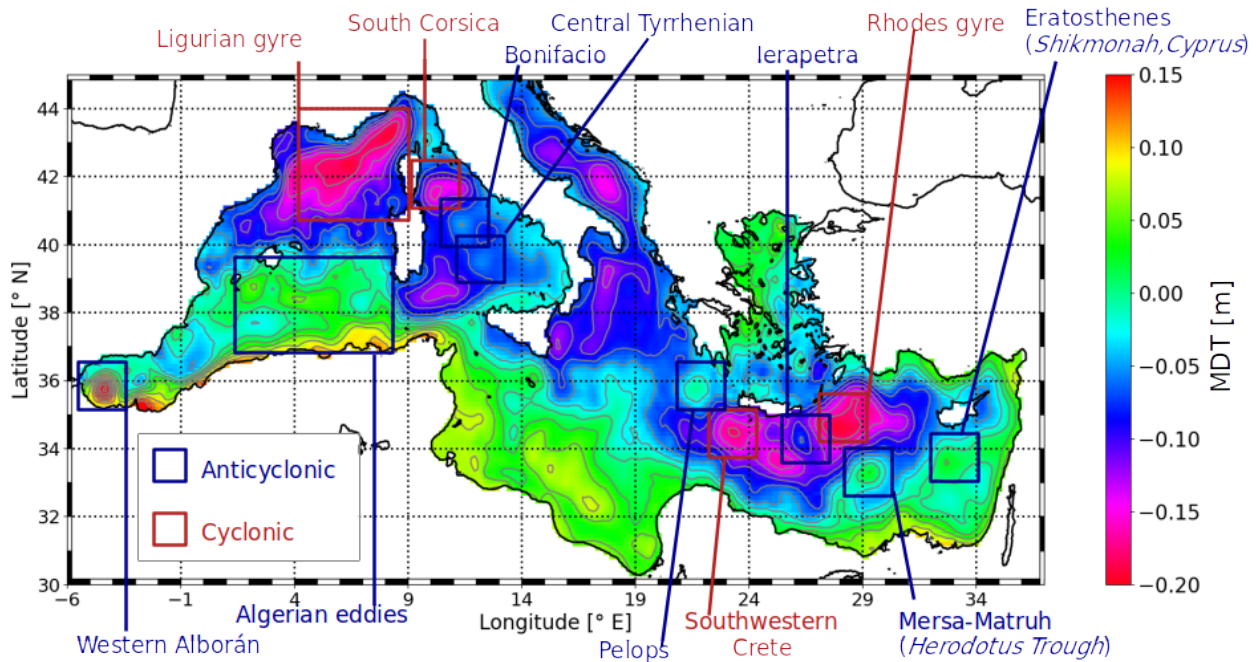 South Corsica
Central Tyrrhenian
Rhodes gyre
Eratosthenes
(Shikmonah,Cyprus)
Ligurian gyre
Bonifacio
Ierapetra
44
42
40
38
36
34
32
30
Latitude [° N]
Anticyclonic
Cyclonic
-6
−1
4
9
14
19
24
29
34
Longitude [° E]
Western Alborán
Algerian eddies
Pelops
Southwestern
Crete
Mersa-Matruh
(Herodotus Trough)
0.15
0.10
0.05
0.00
−0.05
−0.10
−0.15
−0.20
MDT [m]